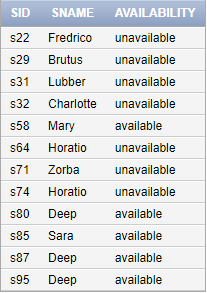 SID SNAME AVAILABILITY
s22 Fredrico unavailable
s29 Brutus unavailable
s31 Lubber unavailable
s32 Charlotte unavailable
s58 Mary available
s64 Horatio unavailable
s71 Zorba unavailable
s74 Horatio unavailable
s80 Deep available
s85 Sara available
s87 Deep available
s95 Deep available